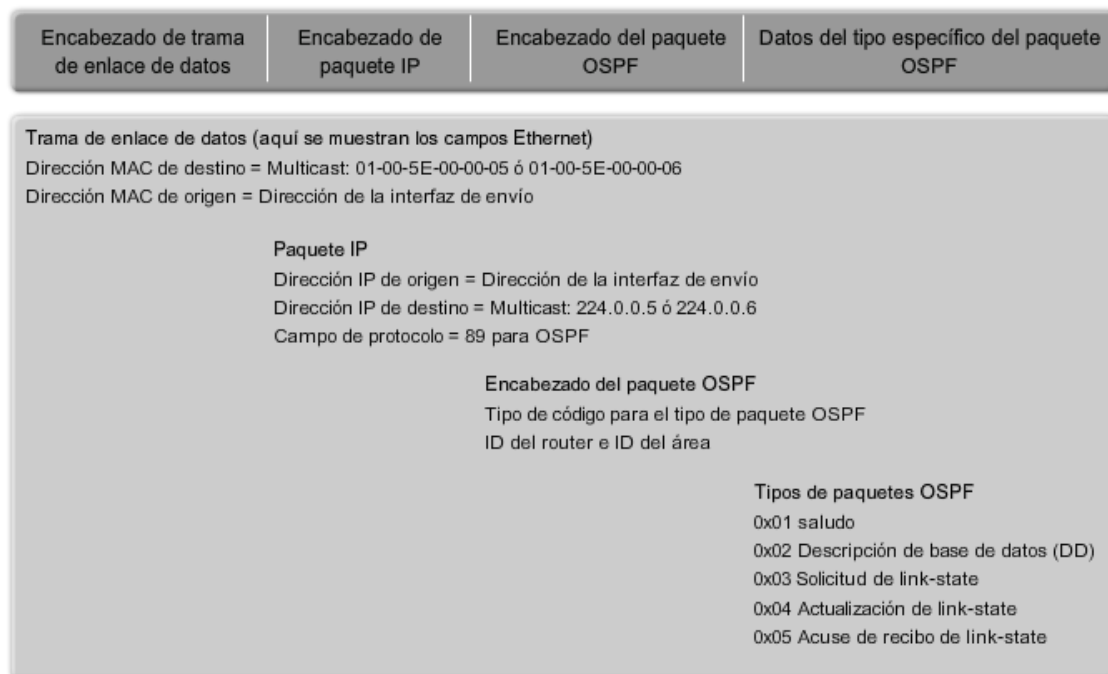 Encabezado de trama
de enlace de datos
Encabezado de
paquete IP
Encabezado del paquete
OSPF
Datos del tipo específico del paquete
OSPF
Trama de enlace de datos (aquí se muestran los campos Ethernet)
Dirección MAC de destino = Multicast: 01-00-5E-00-00-05 ó 01-00-5E-00-00-06
Dirección MAC de origen = Dirección de la interfaz de envío
Paquete IP
Dirección IP de origen = Dirección de la interfaz de envío
Dirección IP de destino = Multicast: 224.0.0.5 ó 224.0.0.6
Campo de protocolo = 89 para OSPF
Encabezado del paquete OSPF
Tipo de código para el tipo de paquete OSPF
ID del router e ID del área
Tipos de paquetes OSPF
0x01 saludo
0x02 Descripción de base de datos (DD)
0x03 Solicitud de link-state
0x04 Actualización de link-state
0x05 Acuse de recibo de link-state